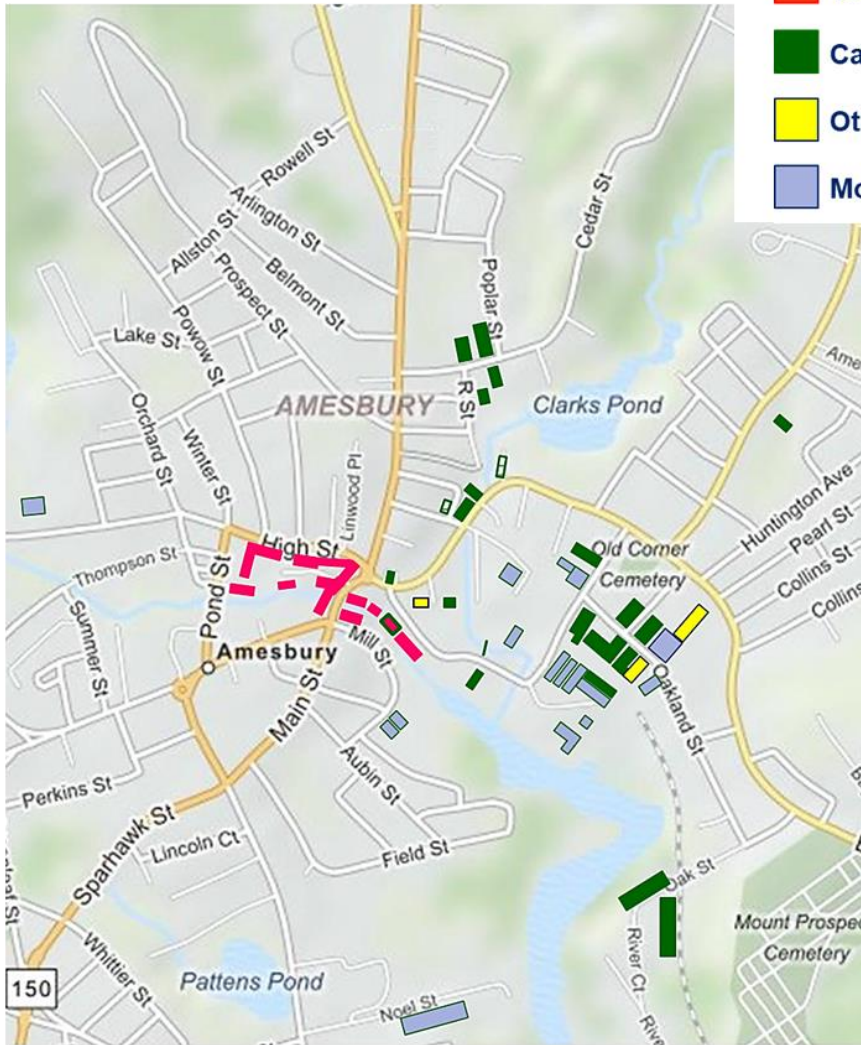 Ca
Ot
Mo
Rowell St
Arlington St
Allston St
Prospect St
Belmont St
Cedar St
Poplar St
Lake St
Powow St
R St
AMESBURY
Clarks Pond
Orchard St
Winter St
Linwood Pl
Huntington Ave
Pearl St
Collins St
Collins
Ame
High St
Thompson St
Old Corner
Cemetery
Pond St
Summer St
Amesbury
Mill St
Main St
Oakland St
Aubin St
Perkins St
Sparhawk St
Lincoln Ct
Field St
Oak St
Mount Prospec
Cemetery
River Ct
Rive
Whittier St
150
Pattens Pond
Noel St